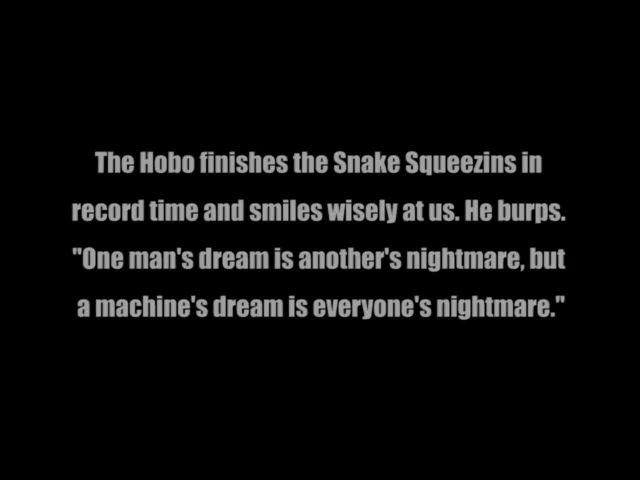 The Hobo finishes the Snake Squeezins in
record time and smiles wisely at us. He burps.
"One man's dream is another's nightmare, but
a machine's dream is everyone's nightmare."